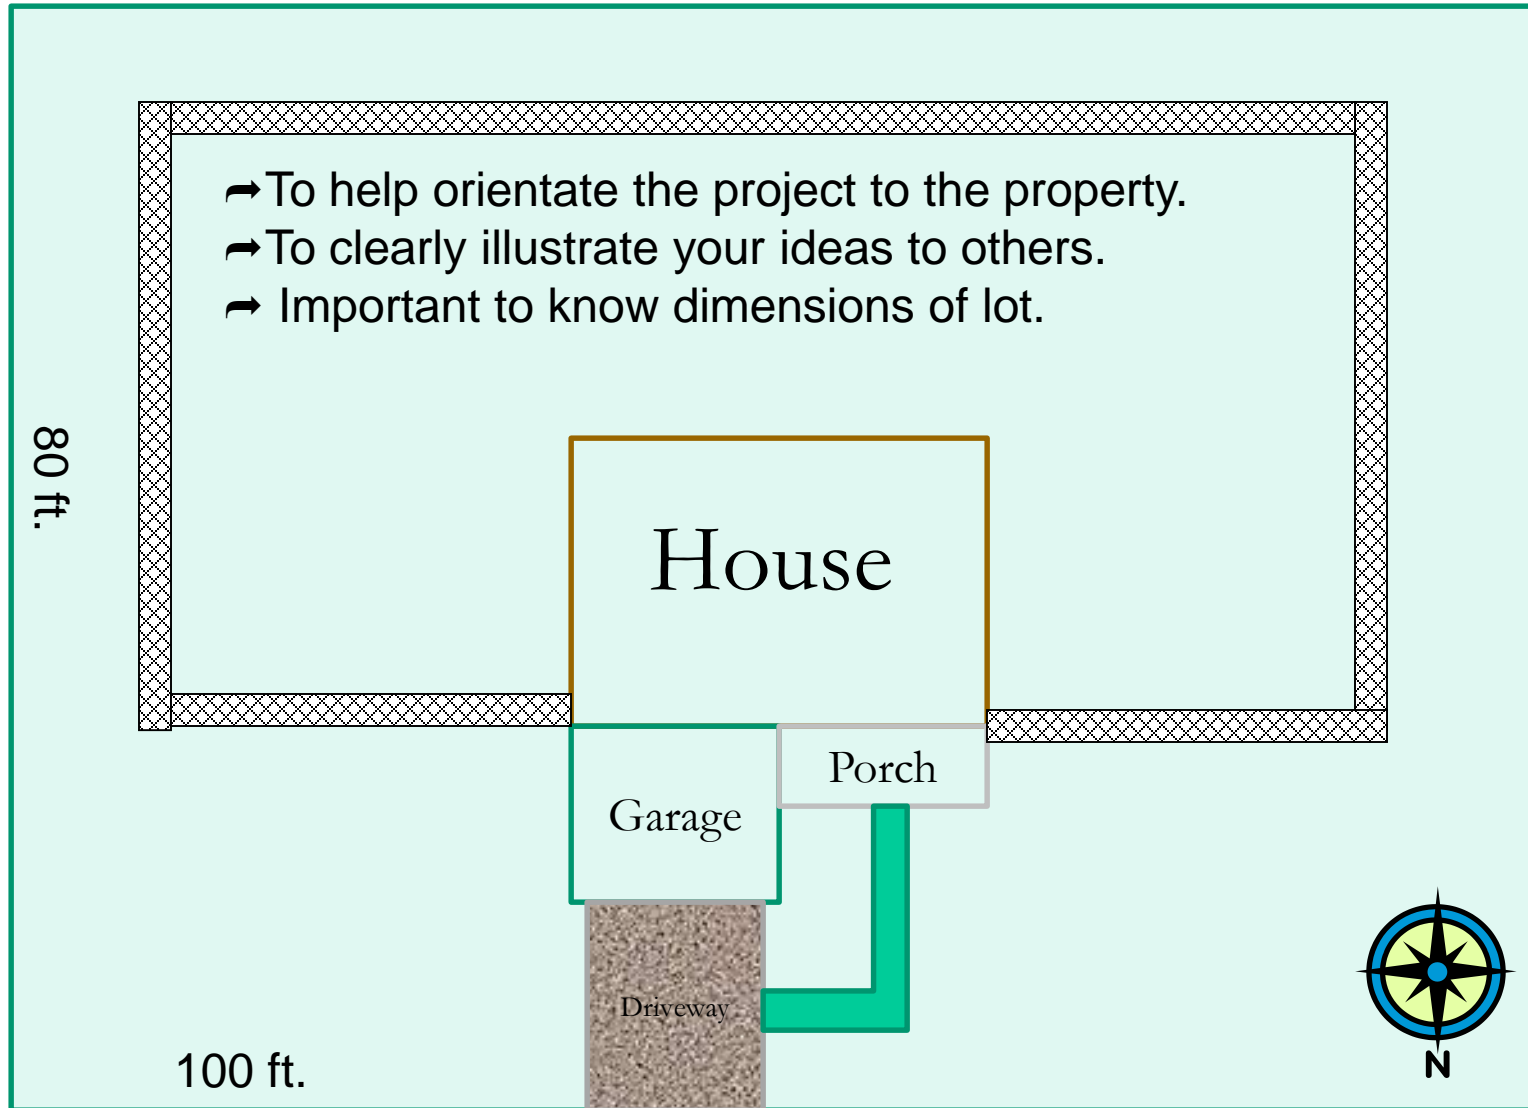 ➦To help orientate the project to the property.
➦To clearly illustrate your ideas to others.
➦ Important to know dimensions of lot.
80 ft.
House
Porch
Garage
Driveway
100 ft.
N